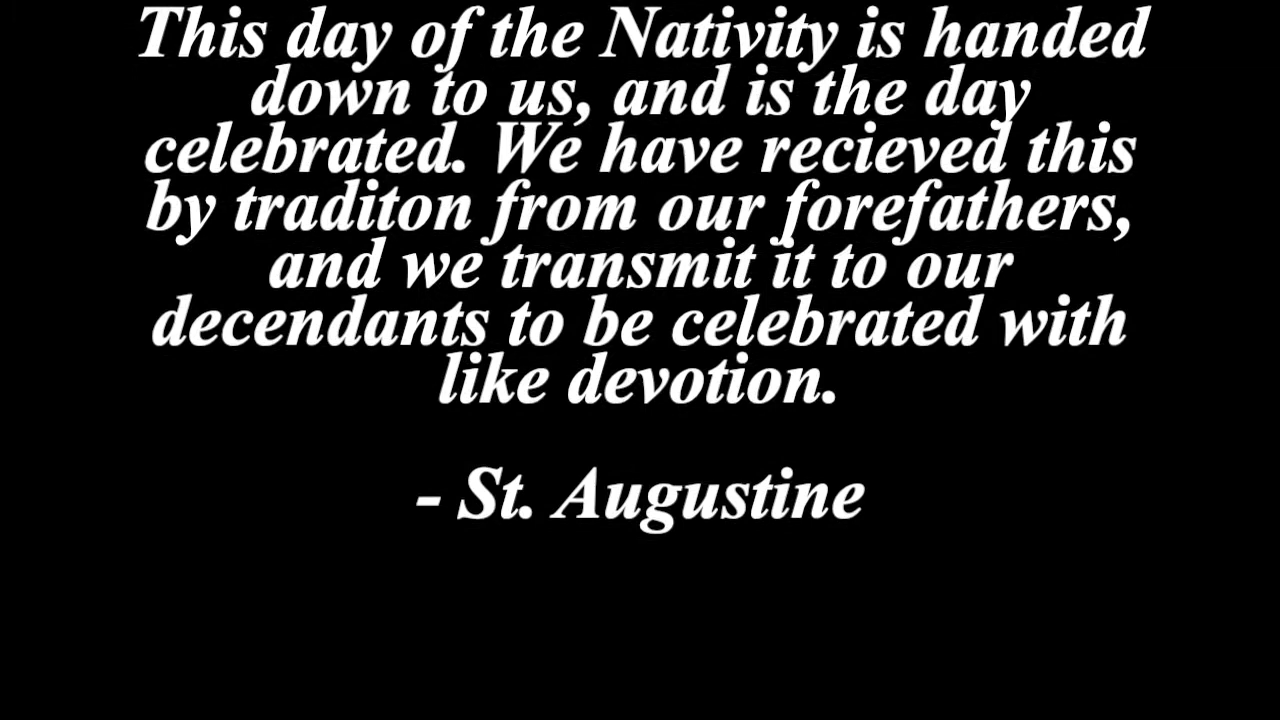 This day of the Nativity is handed
down to us, and is the day
celebrated. We have recieved this
by traditon from our forefathers,
and we transmit it to our
decendants to be celebrated with
like devotion.
- St. Augustine